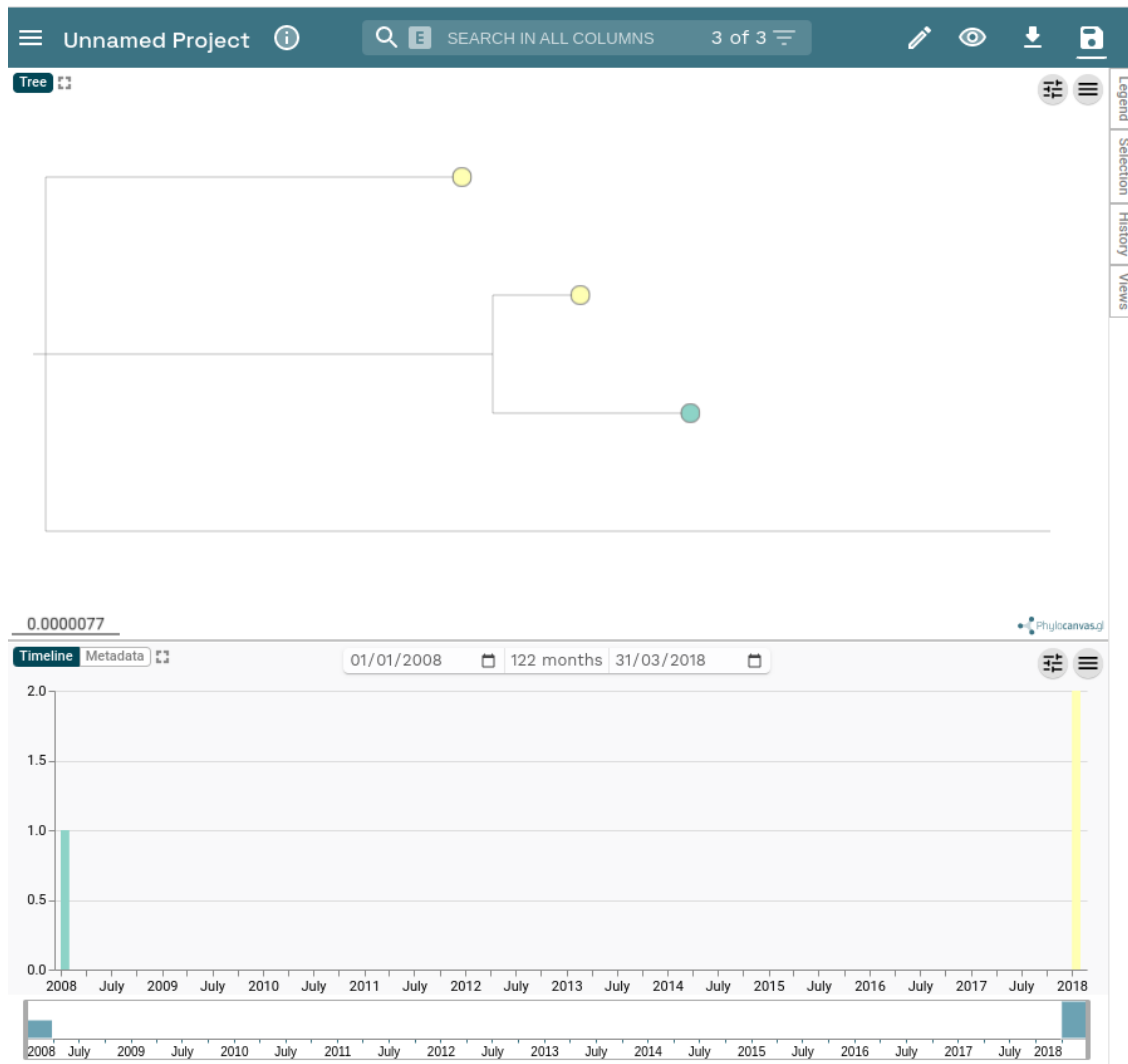 Unnamed Project
E SEARCH IN ALL COLUMNS 3 of 3
Tree
Legend
Selection
History
Views
0.0000077
Phylocanvas.gl
Timeline Metadata
01/01/2008 122 months 31/03/2018
2.0
1.5
1.0
0.5
0.0
2008 July 2009 July 2010 July 2011 July 2012 July 2013 July 2014 July 2015 July 2016 July 2017 July 2018
2008 July 2009 July 2010 July 2011 July 2012 July 2013 July 2014 July 2015 July 2016 July 2017 July 2018